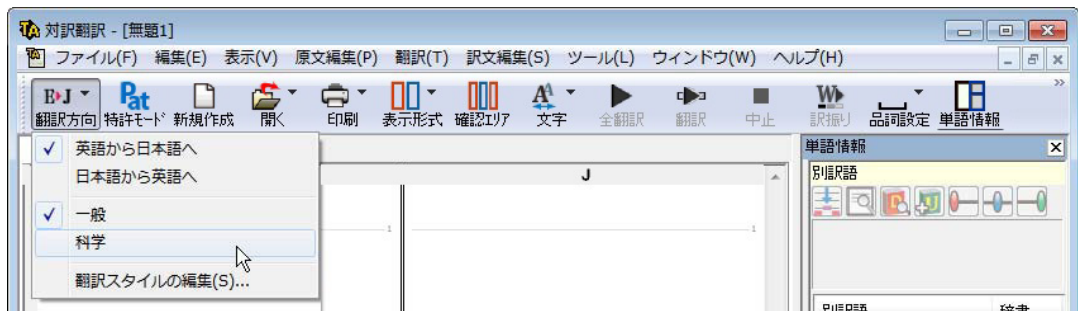 対訳翻訳 - [無題1]
ファイル(F) 編集(E) 表示(V) 原文編集(P) 翻訳(T) 訳文編集(S) ツール(L) ウィンドウ(W) ヘルプ(H)
E▸J Pat W
翻訳方向 特許モード 新規作成 開く 印刷 表示形式 確認エリア 文字 全翻訳 翻訳 中止 訳振り 品詞設定 単語情報
英語から日本語へ
日本語から英語へ
一般
科学
翻訳スタイルの編集(S)...
J
1
1
単語情報
別訳語
別訳語 辞書